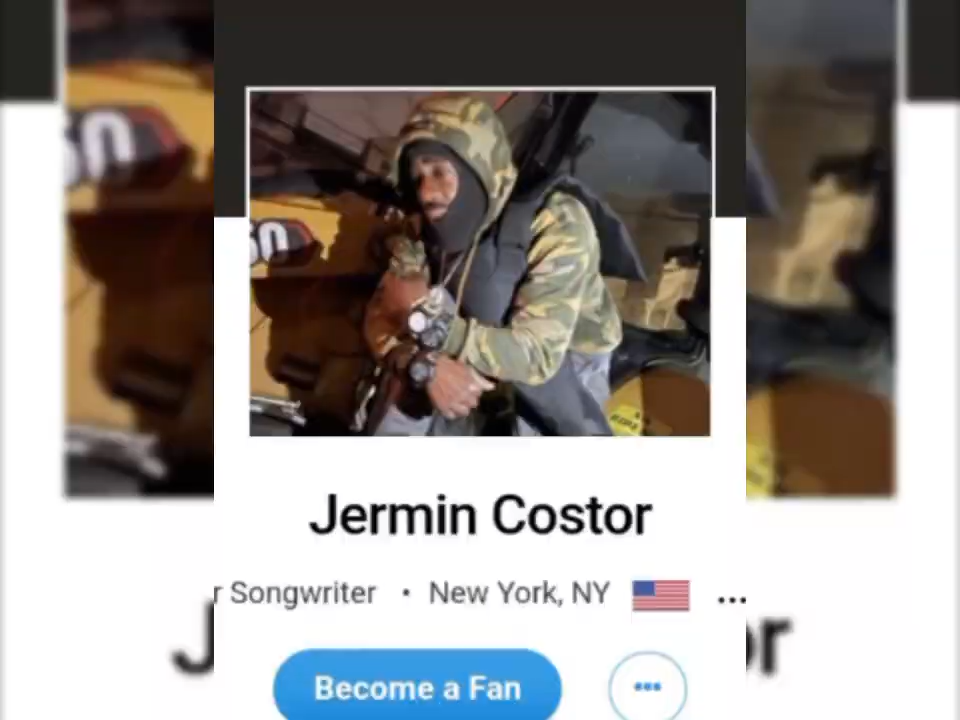 Jermin Costor
r Songwriter • New York, NY ...
Become a Fan